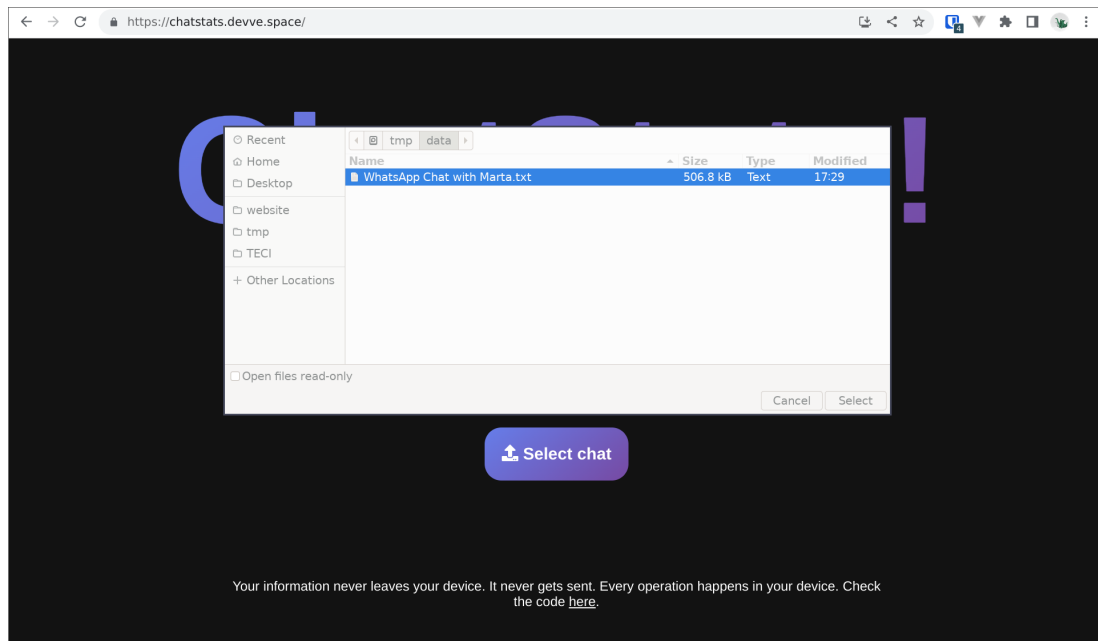 https://chatstats.devve.space/
4
!
Recent
Home
Desktop
website
tmp
TECI
+ Other Locations
tmp data
Name Size Type Modified
WhatsApp Chat with Marta.txt 506.8 kB Text 17:29
Open files read-only
Cancel Select
Select chat
Your information never leaves your device. It never gets sent. Every operation happens in your device. Check
the code here.